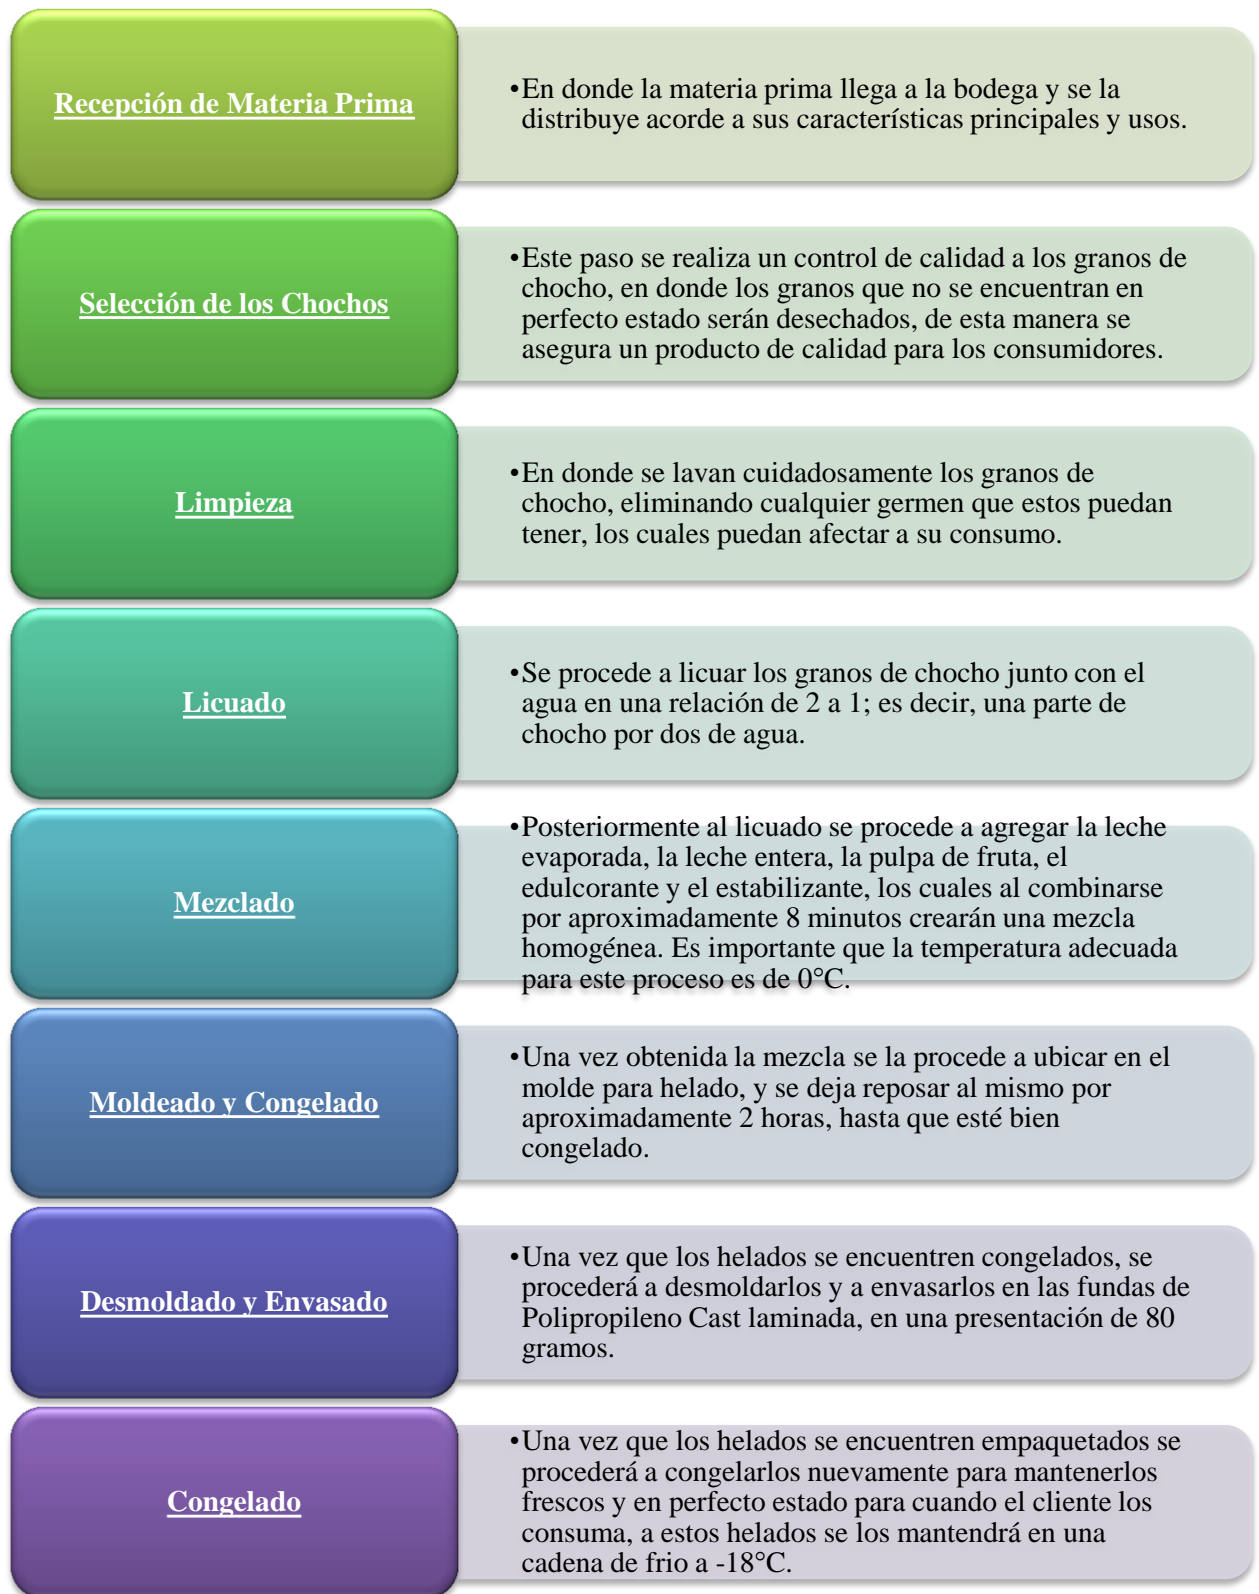 Recepción de Materia Prima
•En donde la materia prima llega a la bodega y se la
distribuye acorde a sus características principales y usos.
Selección de los Chochos
•Este paso se realiza un control de calidad a los granos de
chocho, en donde los granos que no se encuentran en
perfecto estado serán desechados, de esta manera se
asegura un producto de calidad para los consumidores.
Limpieza
•En donde se lavan cuidadosamente los granos de
chocho, eliminando cualquier germen que estos puedan
tener, los cuales puedan afectar a su consumo.
Licuado
•Se procede a licuar los granos de chocho junto con el
agua en una relación de 2 a 1; es decir, una parte de
chocho por dos de agua.
Mezclado
•Posteriormente al licuado se procede a agregar la leche
evaporada, la leche entera, la pulpa de fruta, el
edulcorante y el estabilizante, los cuales al combinarse
por aproximadamente 8 minutos crearán una mezcla
homogénea. Es importante que la temperatura adecuada
para este proceso es de 0°C.
Moldeado y Congelado
•Una vez obtenida la mezcla se la procede a ubicar en el
molde para helado, y se deja reposar al mismo por
aproximadamente 2 horas, hasta que esté bien
congelado.
Desmoldado y Envasado
•Una vez que los helados se encuentren congelados, se
procederá a desmoldarlos y a envasarlos en las fundas de
Polipropileno Cast laminada, en una presentación de 80
gramos.
Congelado
•Una vez que los helados se encuentren empaquetados se
procederá a congelarlos nuevamente para mantenerlos
frescos y en perfecto estado para cuando el cliente los
consuma, a estos helados se los mantendrá en una
cadena de frio a -18°C.